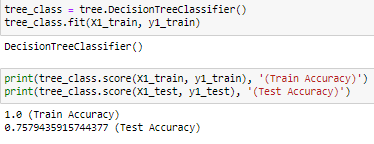 tree_class = tree.DecisionTreeClassifier()
tree_class.fit(X1_train, y1_train)
DecisionTreeClassifier()
print(tree_class.score(X1_train, y1_train), '(Train Accuracy)')
print(tree_class.score(X1_test, y1_test), '(Test Accuracy)')
1.0 (Train Accuracy)
0.7579435915744377 (Test Accuracy)